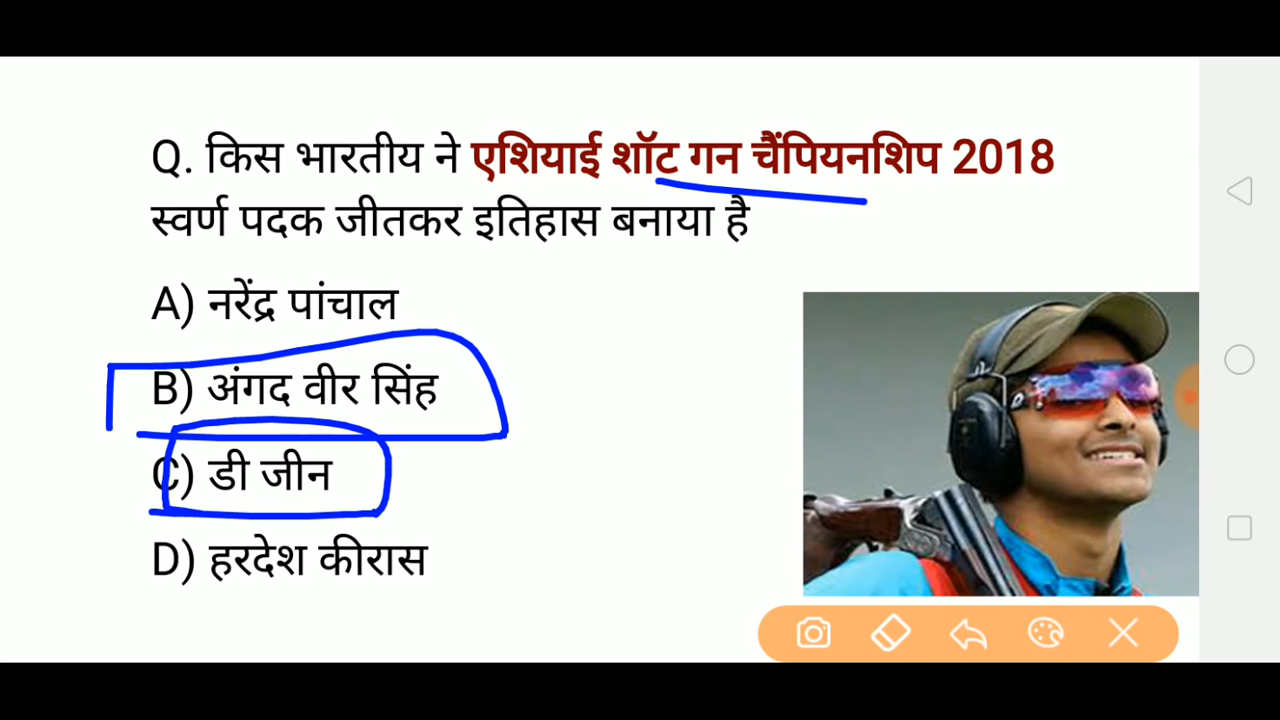 Q. किस भारतीय ने एशियाई शॉट गन चैंपियनशिप 2018
स्वर्ण पदक जीतकर इतिहास बनाया है
A) नरेंद्र पांचाल
B) अंगद वीर सिंह
C) डी जीन
D) हरदेश कीरास